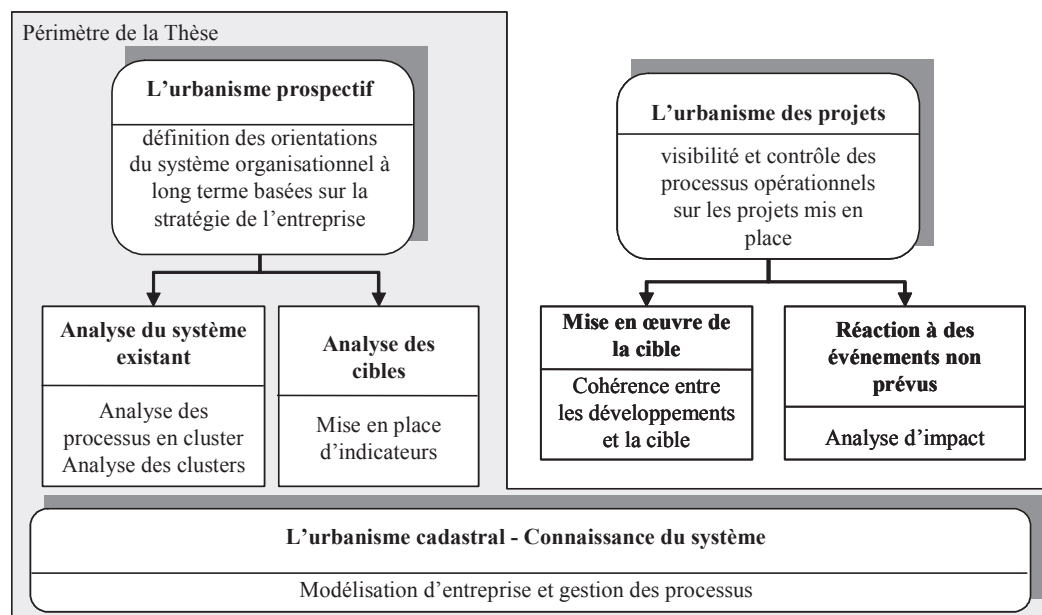 Périmètre de la Thèse
L'urbanisme prospectif
définition des orientations
du système organisationnel à
long terme basées sur la
stratégie de l'entreprise
L'urbanisme des projets
visibilité et contrôle des
processus opérationnels
sur les projets mis en
place
Analyse du système
existant
Analyse des
processus en cluster
Analyse des clusters
Analyse des
cibles
Mise en place
d'indicateurs
Mise en œuvre de
la cible
Cohérence entre
les développements
et la cible
Réaction à des
événements non
prévus
Analyse d'impact
L'urbanisme cadastral - Connaissance du système
Modélisation d'entreprise et gestion des processus